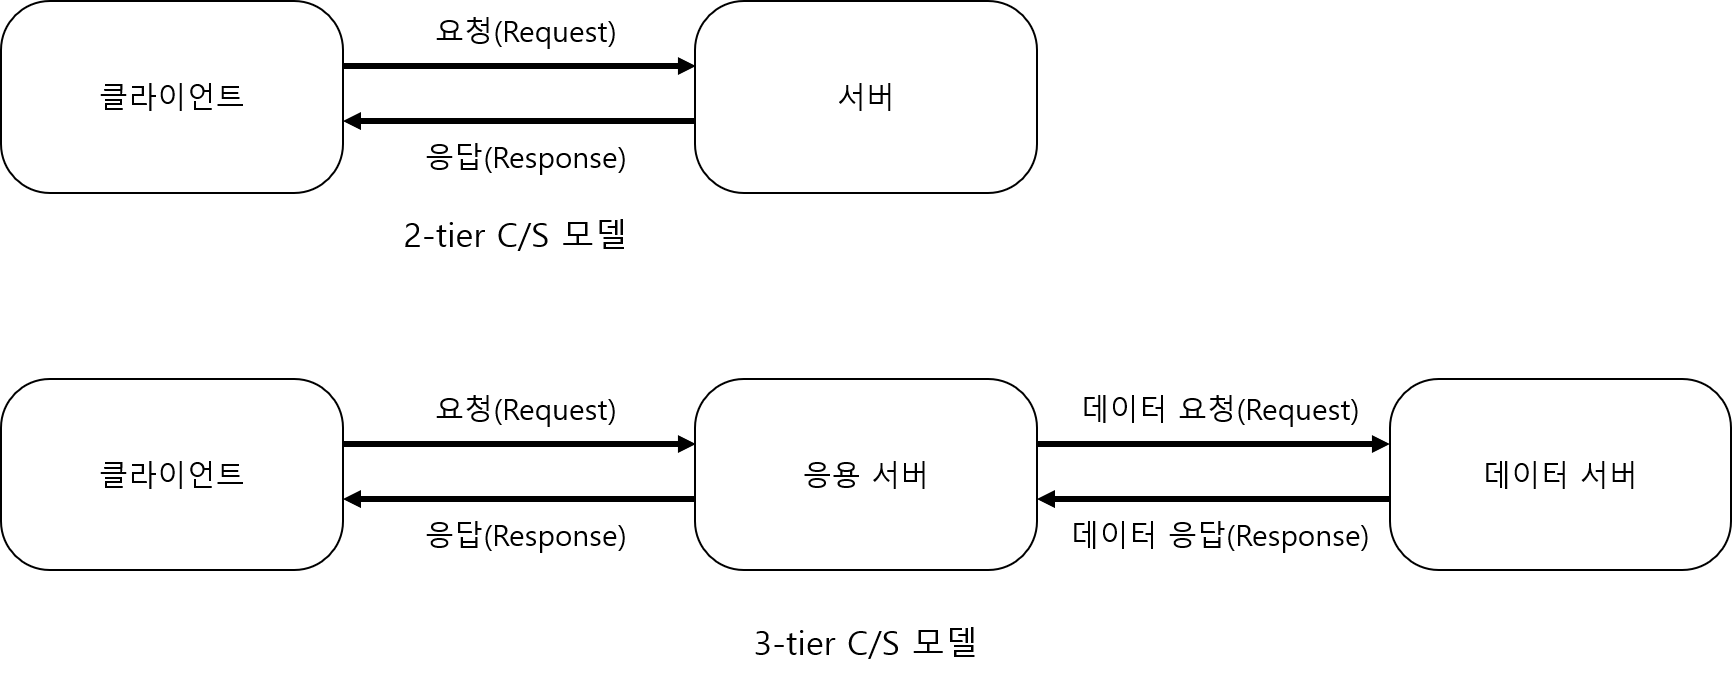 요청(Request)
클라이언트
서버
응답(Response)
2-tier C/S 모델
요청(Request)
데이터 요청(Request)
클라이언트
응용 서버
데이터 서버
응답(Response)
데이터 응답(Response)
3-tier C/S 모델